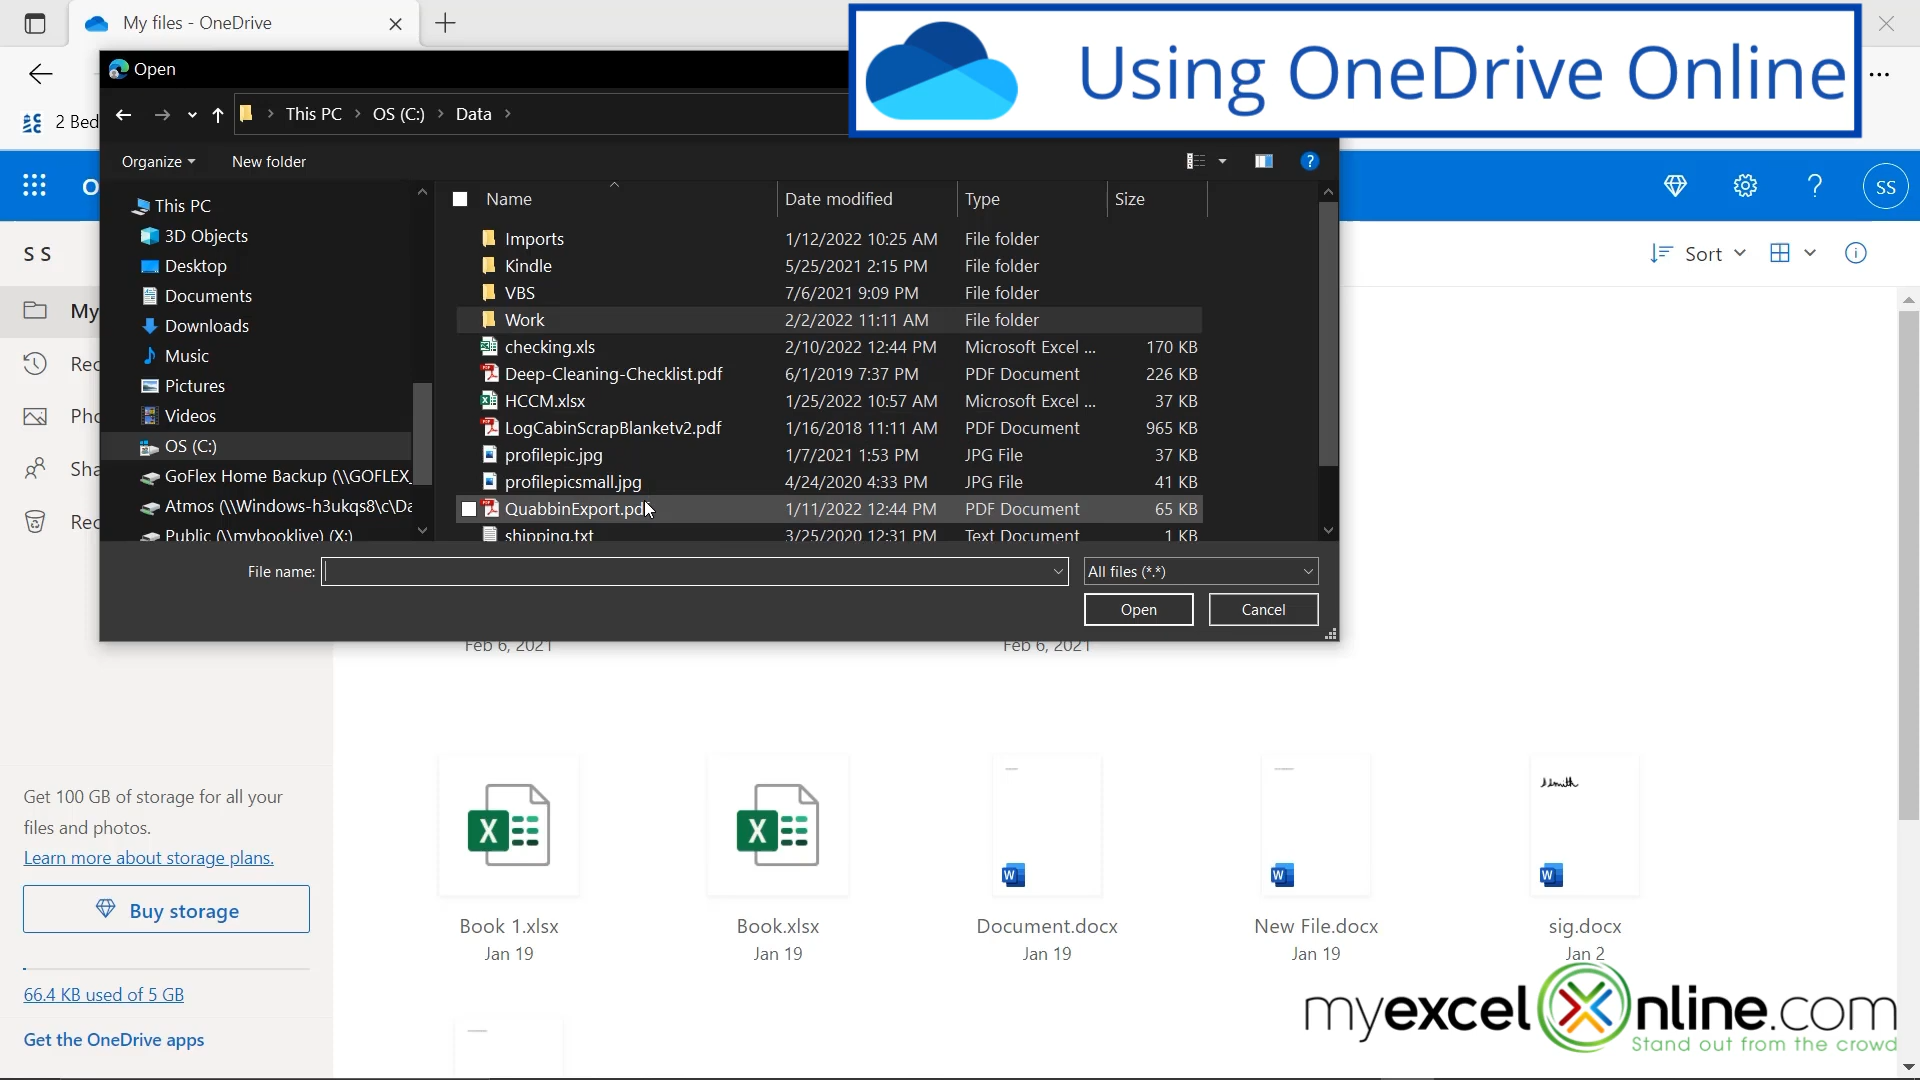 My files - OneDrive
Using OneDrive Online
Open
This PC > OS (C:) > Data >
2 Bed
Organize
New folder
O
SS
S S
Sort
My
Rec
Pho
Sha
Rec
This PC
3D Objects
Desktop
Documents
Downloads
Music
Pictures
Videos
OS (C:)
GoFlex Home Backup (\\GOFLEX_
Atmos (\\Windows-h3ukqs8\c\Da
Public (\\mybooklive) (X:)
Name Date modified Type Size
Imports 1/12/2022 10:25 AM File folder
Kindle 5/25/2021 2:15 PM File folder
VBS 7/6/2021 9:09 PM File folder
Work 2/2/2022 11:11 AM File folder
checking.xls 2/10/2022 12:44 PM Microsoft Excel ... 170 KB
Deep-Cleaning-Checklist.pdf 6/1/2019 7:37 PM PDF Document 226 KB
HCCM.xlsx 1/25/2022 10:57 AM Microsoft Excel ... 37 KB
LogCabinScrapBlanketv2.pdf 1/16/2018 11:11 AM PDF Document 965 KB
profilepic.jpg 1/7/2021 1:53 PM JPG File 37 KB
profilepicsmall.jpg 4/24/2020 4:33 PM JPG File 41 KB
QuabbinExport.pdf 1/11/2022 12:44 PM PDF Document 65 KB
shipping.txt 3/25/2020 12:31 PM Text Document 1 KB
File name:
All files (*.*)
Open
Cancel
Feb 6, 2021
Feb 6, 2021
Get 100 GB of storage for all your
files and photos.
Learn more about storage plans.
Buy storage
66.4 KB used of 5 GB
Get the OneDrive apps
Book 1.xlsx
Jan 19
Book.xlsx
Jan 19
Document.docx
Jan 19
New File.docx
Jan 19
sig.docx
Jan 2
myexcelonline.com
Stand out from the crowd